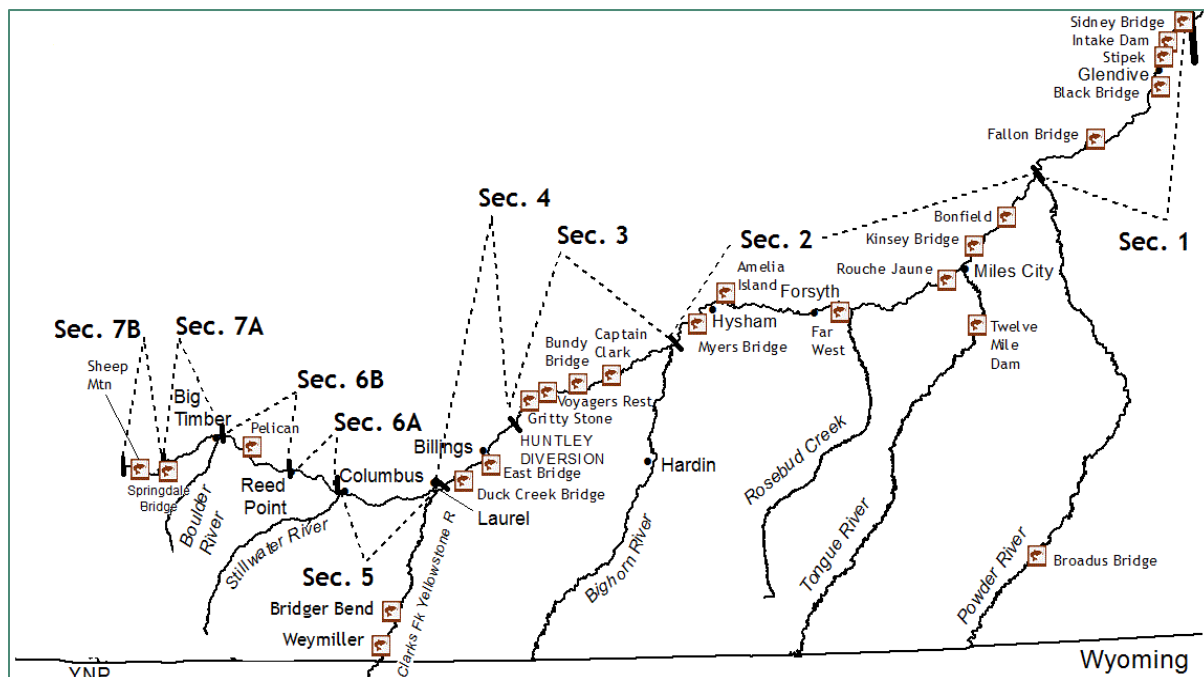 Sidney Bridge
Intake Dam
Stipek
Glendive
Black Bridge
Fallon Bridge
Sec. 4
Sec. 3
Sec. 2
Bonfield
Kinsey Bridge
Sec. 1
Amelia
Island
Rouche Jaune
Miles City
Forsyth
Hysham
Sec. 7B
Sec. 7A
Bundy
Bridge
Captain
Clark
Myers Bridge
Far
West
Twelve
Mile
Dam
Sheep
Mtn
Big
Timber
Sec. 6B
Voyagers Rest
Gritty Stone
Pelican
Sec. 6A
Billings
HUNTLEY
DIVERSION
Springdale
Bridge
Reed
Point
Columbus
East Bridge
Duck Creek Bridge
Hardin
Laurel
Boulder
River
Stillwater River
Sec. 5
Clarks Fk Yellowstone R
Bighorn River
Rosebud Creek
Tongue River
Powder River
Broadus Bridge
Bridger Bend
Weymiller
YNP
Wyoming